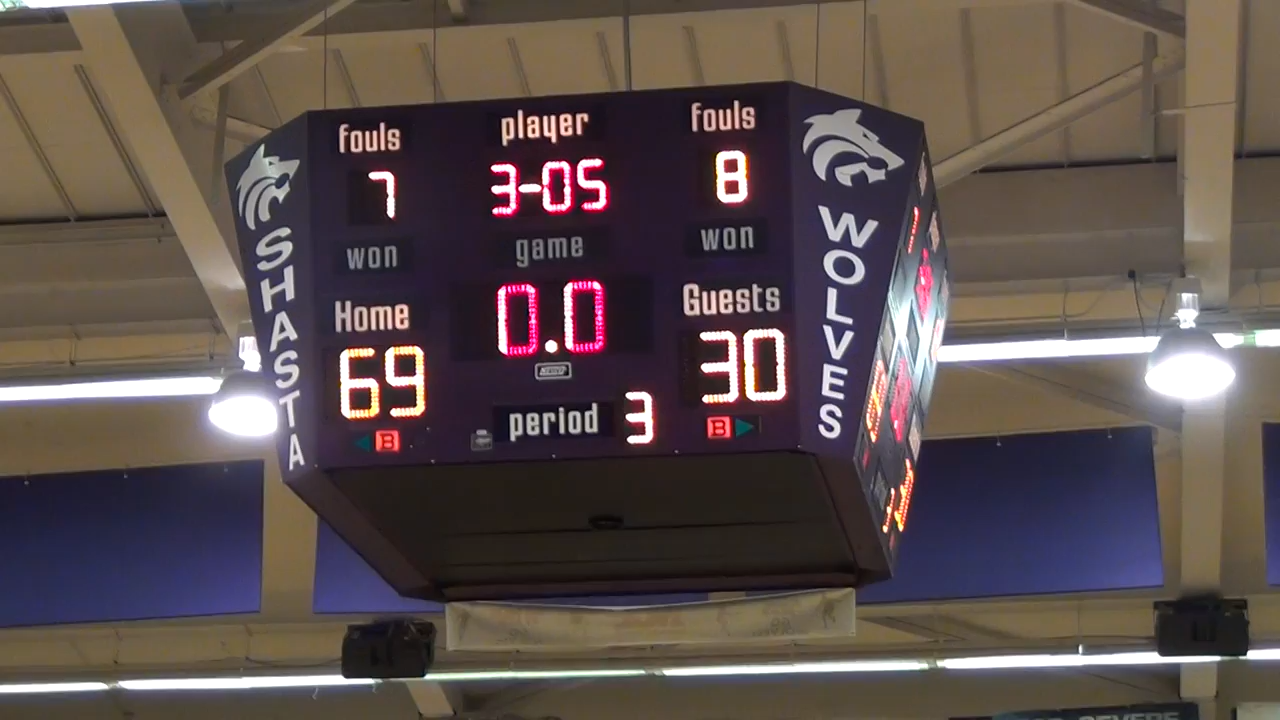 fouls player fouls
7 3-05 8
won game won
Home 0.0 Guests
69 30
period 3
B B
SHASTA
WOLVES